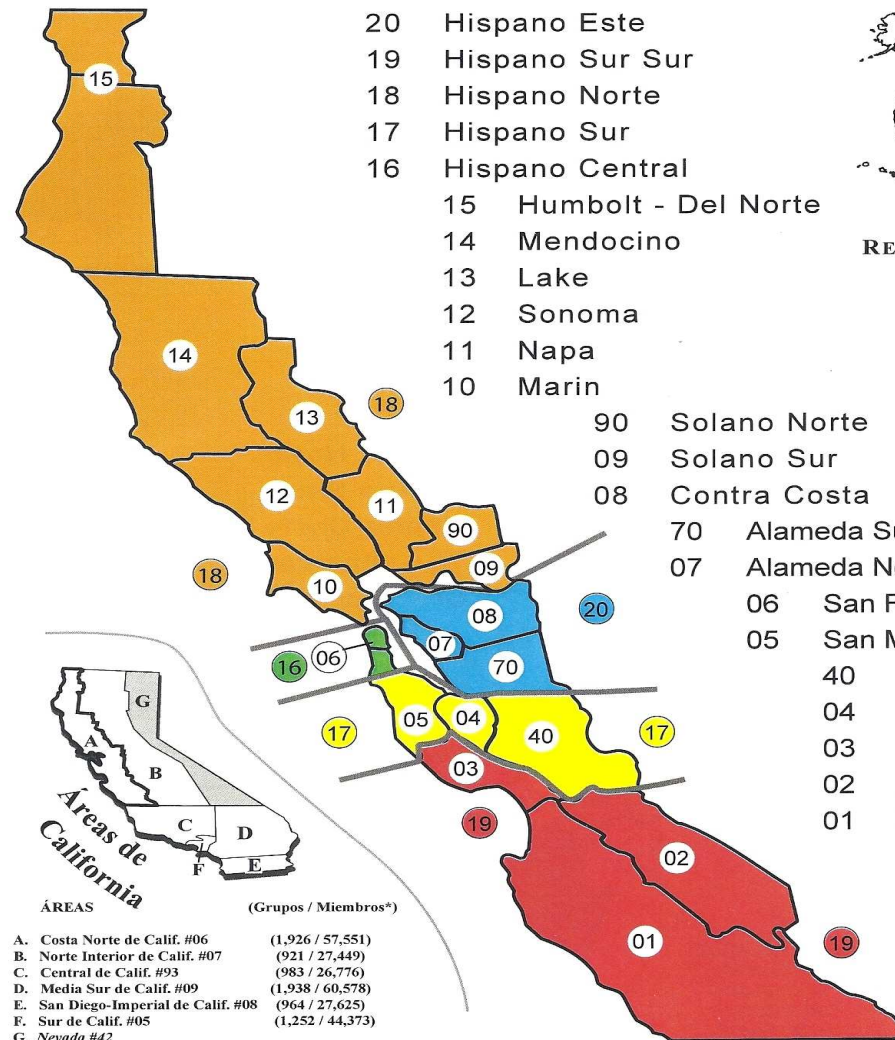 20 Hispano Este
19 Hispano Sur Sur
18 Hispano Norte
17 Hispano Sur
16 Hispano Central
15 Humbolt - Del Norte
14 Mendocino
13 Lake
12 Sonoma
11 Napa
10 Marin
90 Solano Norte
09 Solano Sur
08 Contra Costa
70 Alameda Su
07 Alameda No
06 San F
05 San M
40
04
03
02
01
RE
15
14
13
18
12
11
90
18
10
09
08
20
07
16
06
70
05
04
17
40
17
03
19
02
01
19
G
A
B
C
D
F
E
Áreas de
California
ÁREAS (Grupos / Miembros*)
A. Costa Norte de Calif. #06 (1,926 / 57,551)
B. Norte Interior de Calif. #07 (921 / 27,449)
C. Central de Calif. #93 (983 / 26,776)
D. Media Sur de Calif. #09 (1,938 / 60,578)
E. San Diego-Imperial de Calif. #08 (964 / 27,625)
F. Sur de Calif. #05 (1,252 / 44,373)
G. Nevada #42